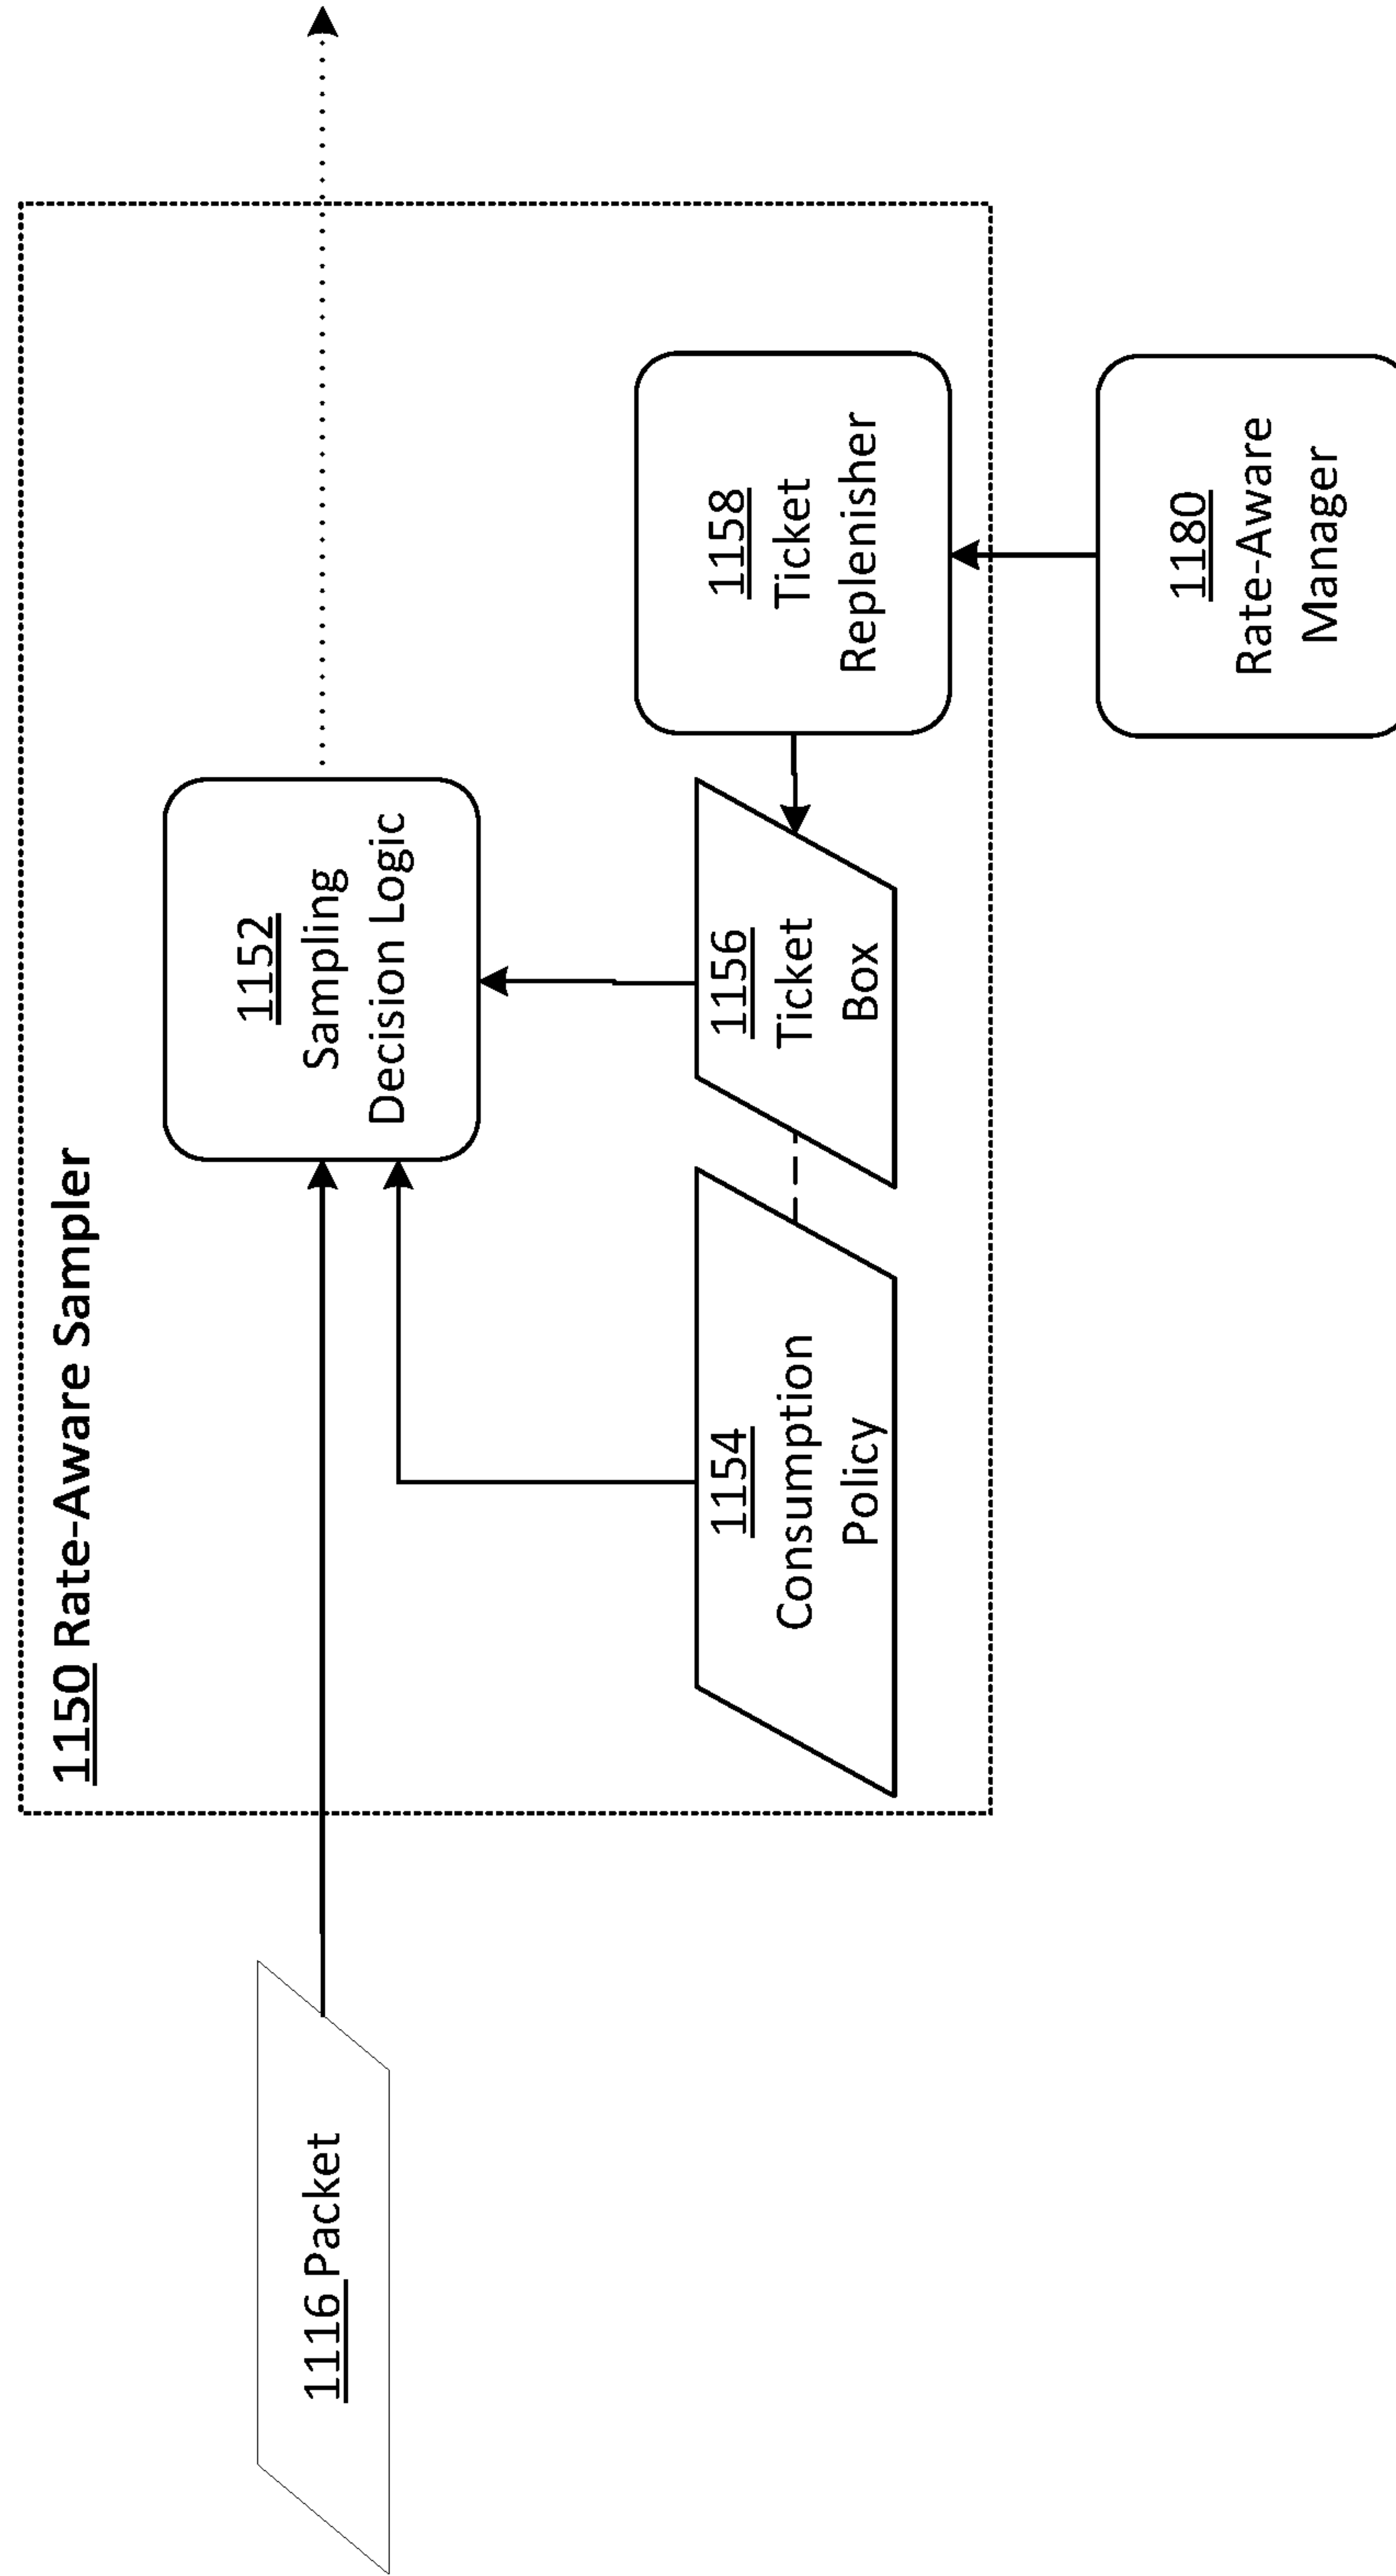 1150 Rate-Aware Sampler
1116 Packet
1152
Sampling
Decision Logic
1154
Consumption
Policy
1156
Ticket
Box
1158
Ticket
Replenisher
1180
Rate-Aware
Manager